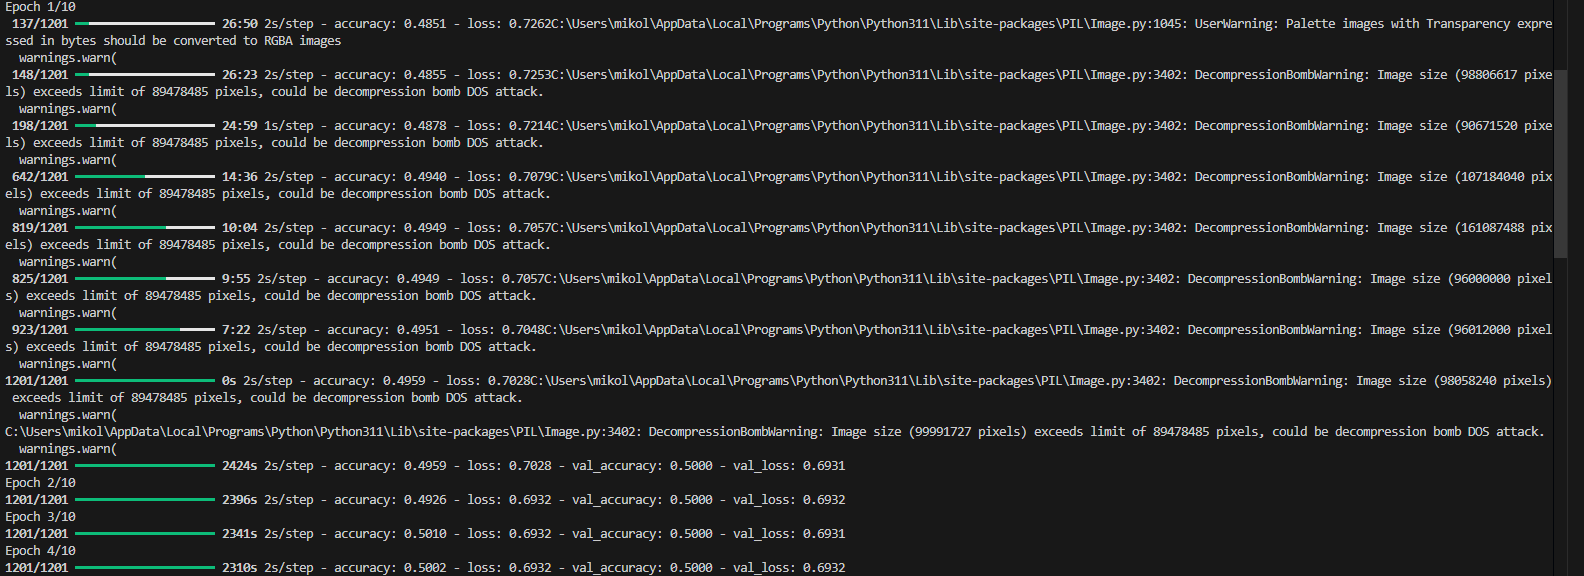 Epoch 1/10
137/1201 26:50 2s/step - accuracy: 0.4851 - loss: 0.7262C:\Users\mikol\AppData\Local\Programs\Python\Python311\Lib\site-packages\PIL\Image.py:1045: UserWarning: Palette images with Transparency expre
ssed in bytes should be converted to RGBA images
warnings.warn(
148/1201 26:23 2s/step - accuracy: 0.4855 - loss: 0.7253C:\Users\mikol\AppData\Local\Programs\Python\Python311\Lib\site-packages\PIL\Image.py:3402: DecompressionBombWarning: Image size (98806617 pixe
ls) exceeds limit of 89478485 pixels, could be decompression bomb DOS attack.
warnings.warn(
198/1201 24:59 1s/step - accuracy: 0.4878 - loss: 0.7214C:\Users\mikol\AppData\Local\Programs\Python\Python311\Lib\site-packages\PIL\Image.py:3402: DecompressionBombWarning: Image size (90671520 pixe
ls) exceeds limit of 89478485 pixels, could be decompression bomb DOS attack.
warnings.warn(
642/1201 14:36 2s/step - accuracy: 0.4940 - loss: 0.7079C:\Users\mikol\AppData\Local\Programs\Python\Python311\Lib\site-packages\PIL\Image.py:3402: DecompressionBombWarning: Image size (107184040 pix
els) exceeds limit of 89478485 pixels, could be decompression bomb DOS attack.
warnings.warn(
819/1201 10:04 2s/step - accuracy: 0.4949 - loss: 0.7057C:\Users\mikol\AppData\Local\Programs\Python\Python311\Lib\site-packages\PIL\Image.py:3402: DecompressionBombWarning: Image size (161087488 pix
els) exceeds limit of 89478485 pixels, could be decompression bomb DOS attack.
warnings.warn(
825/1201 9:55 2s/step - accuracy: 0.4949 - loss: 0.7057C:\Users\mikol\AppData\Local\Programs\Python\Python311\Lib\site-packages\PIL\Image.py:3402: DecompressionBombWarning: Image size (96000000 pixel
s) exceeds limit of 89478485 pixels, could be decompression bomb DOS attack.
warnings.warn(
923/1201 7:22 2s/step - accuracy: 0.4951 - loss: 0.7048C:\Users\mikol\AppData\Local\Programs\Python\Python311\Lib\site-packages\PIL\Image.py:3402: DecompressionBombWarning: Image size (96012000 pixel
s) exceeds limit of 89478485 pixels, could be decompression bomb DOS attack.
warnings.warn(
1201/1201 0s 2s/step - accuracy: 0.4959 - loss: 0.7028C:\Users\mikol\AppData\Local\Programs\Python\Python311\Lib\site-packages\PIL\Image.py:3402: DecompressionBombWarning: Image size (98058240 pixels)
exceeds limit of 89478485 pixels, could be decompression bomb DOS attack.
warnings.warn(
C:\Users\mikol\AppData\Local\Programs\Python\Python311\Lib\site-packages\PIL\Image.py:3402: DecompressionBombWarning: Image size (99991727 pixels) exceeds limit of 89478485 pixels, could be decompression bomb DOS attack.
warnings.warn(
1201/1201 2424s 2s/step - accuracy: 0.4959 - loss: 0.7028 - val_accuracy: 0.5000 - val_loss: 0.6931
Epoch 2/10
1201/1201 2396s 2s/step - accuracy: 0.4926 - loss: 0.6932 - val_accuracy: 0.5000 - val_loss: 0.6932
Epoch 3/10
1201/1201 2341s 2s/step - accuracy: 0.5010 - loss: 0.6932 - val_accuracy: 0.5000 - val_loss: 0.6931
Epoch 4/10
1201/1201 2310s 2s/step - accuracy: 0.5002 - loss: 0.6932 - val_accuracy: 0.5000 - val_loss: 0.6932